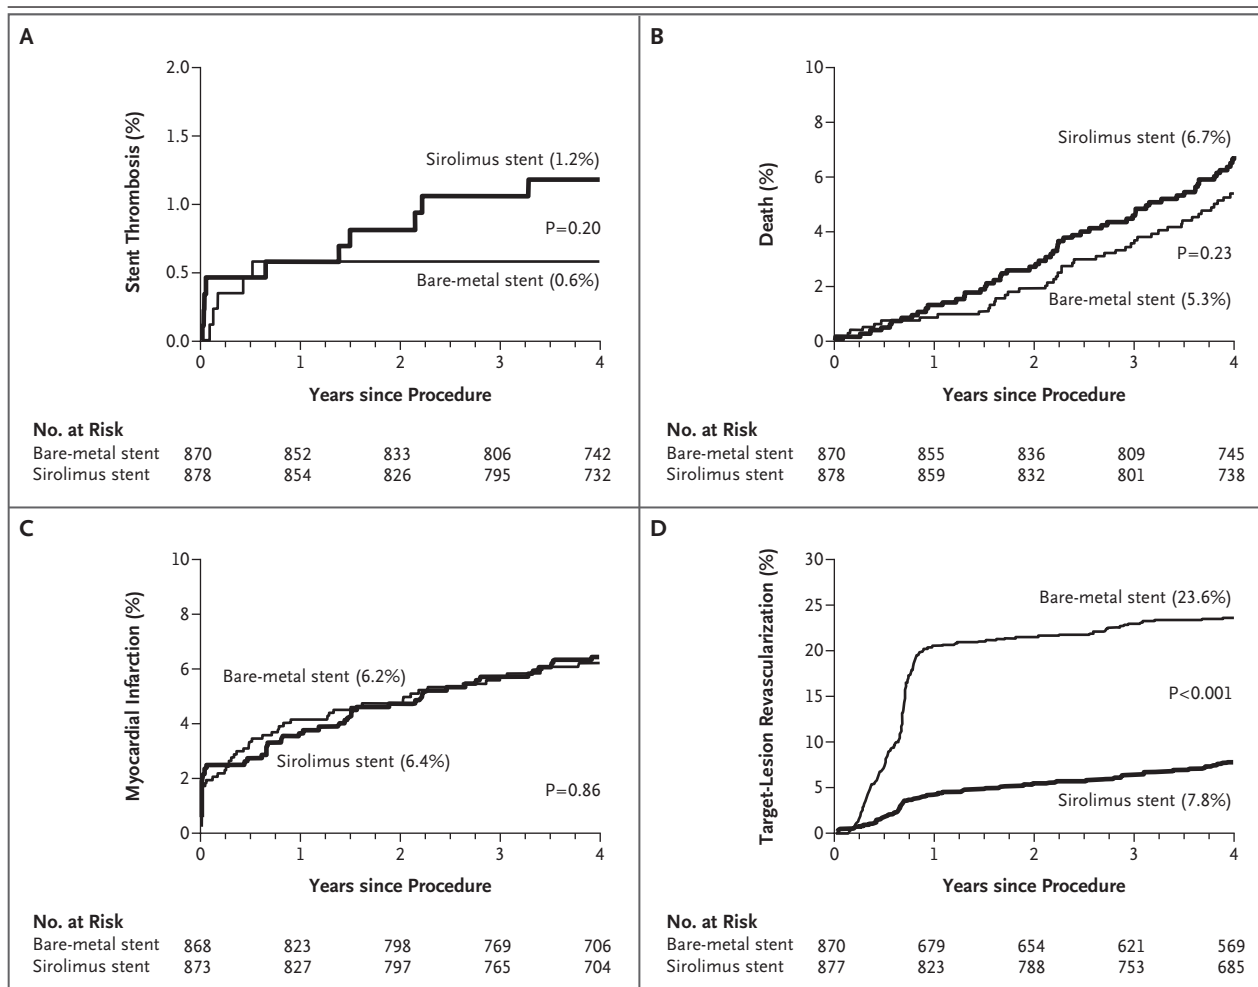 A
Stent Thrombosis (%)
2.0
1.5
1.0
0.5
0.0
Sirolimus stent (1.2%)
P=0.20
Bare-metal stent (0.6%)
0 1 2 3 4
Years since Procedure
No. at Risk
Bare-metal stent 870 852 833 806 742
Sirolimus stent 878 854 826 795 732
B
Death (%)
10
8
6
4
2
0
Sirolimus stent (6.7%)
P=0.23
Bare-metal stent (5.3%)
0 1 2 3 4
Years since Procedure
No. at Risk
Bare-metal stent 870 855 836 809 745
Sirolimus stent 878 859 832 801 738
C
Myocardial Infarction (%)
10
8
6
4
2
0
Bare-metal stent (6.2%)
Sirolimus stent (6.4%)
P=0.86
0 1 2 3 4
Years since Procedure
No. at Risk
Bare-metal stent 868 823 798 769 706
Sirolimus stent 873 827 797 765 704
D
Target-Lesion Revascularization (%)
30
25
20
15
10
5
0
Bare-metal stent (23.6%)
P<0.001
Sirolimus stent (7.8%)
0 1 2 3 4
Years since Procedure
No. at Risk
Bare-metal stent 870 679 654 621 569
Sirolimus stent 877 823 788 753 685